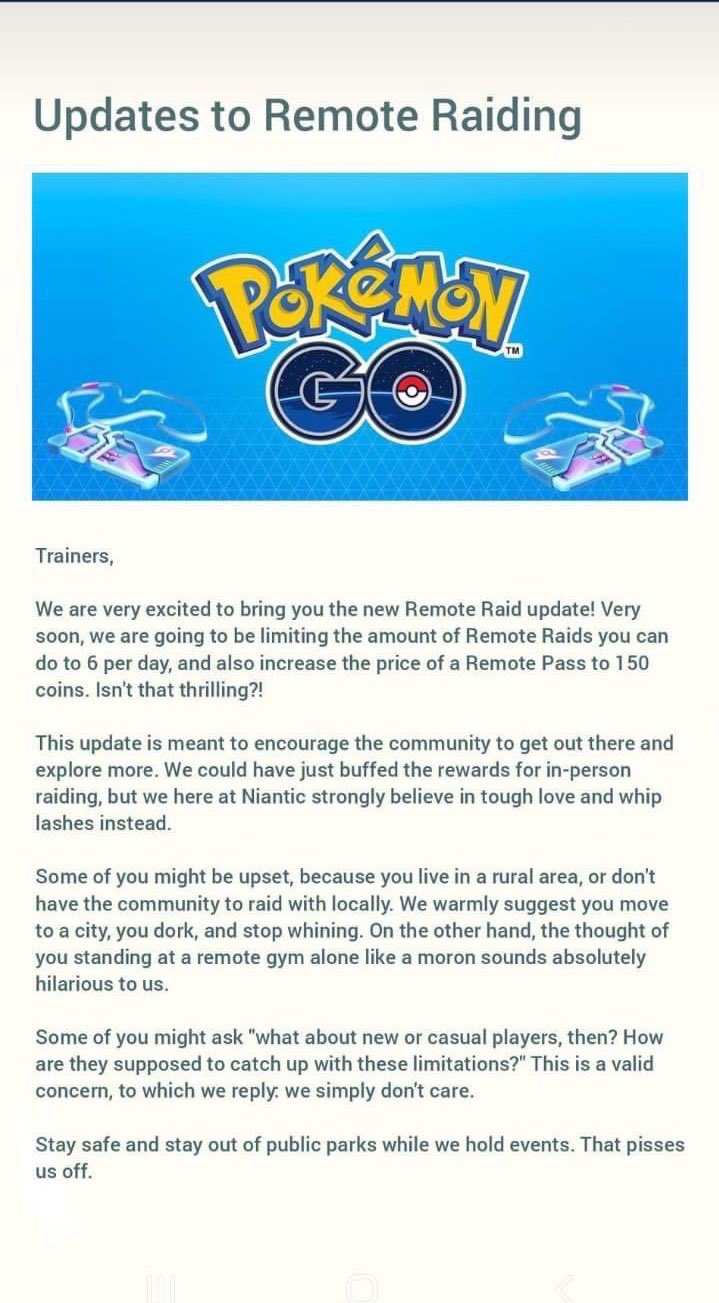 Updates to Remote Raiding
POKéMON
TM
GO
Trainers,
We are very excited to bring you the new Remote Raid update! Very
soon, we are going to be limiting the amount of Remote Raids you can
do to 6 per day, and also increase the price of a Remote Pass to 150
coins. Isn't that thrilling?!
This update is meant to encourage the community to get out there and
explore more. We could have just buffed the rewards for in-person
raiding, but we here at Niantic strongly believe in tough love and whip
lashes instead.
Some of you might be upset, because you live in a rural area, or don't
have the community to raid with locally. We warmly suggest you move
to a city, you dork, and stop whining. On the other hand, the thought of
you standing at a remote gym alone like a moron sounds absolutely
hilarious to us.
Some of you might ask "what about new or casual players, then? How
are they supposed to catch up with these limitations?" This is a valid
concern, to which we reply: we simply don't care.
Stay safe and stay out of public parks while we hold events. That pisses
us off.